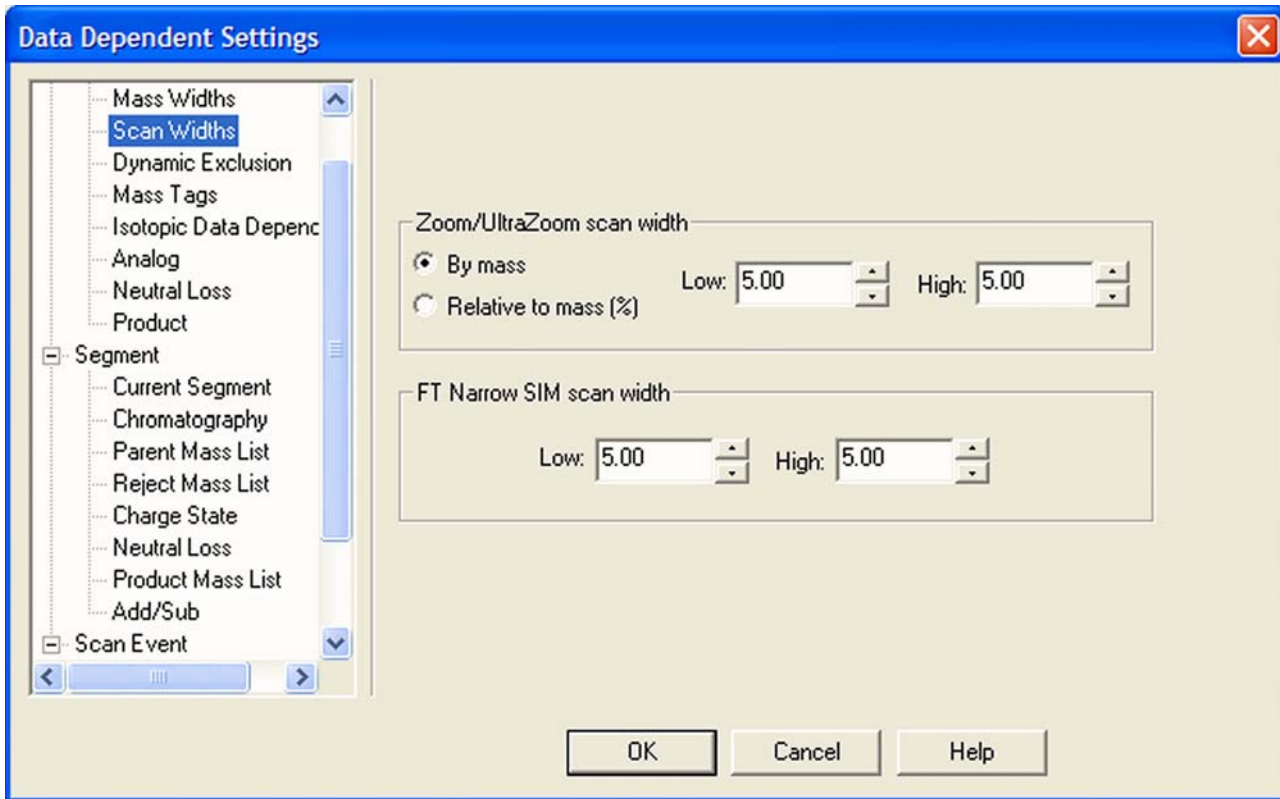 Data Dependent Settings
Mass Widths
Scan Widths
Dynamic Exclusion
Mass Tags
Isotopic Data Depenc
Analog
Neutral Loss
Product
Segment
Current Segment
Chromatography
Parent Mass List
Reject Mass List
Charge State
Neutral Loss
Product Mass List
Add/Sub
Scan Event
Zoom/UltraZoom scan width
By mass
Low: 5.00 High: 5.00
Relative to mass (%)
FT Narrow SIM scan width
Low: 5.00 High: 5.00
OK Cancel Help